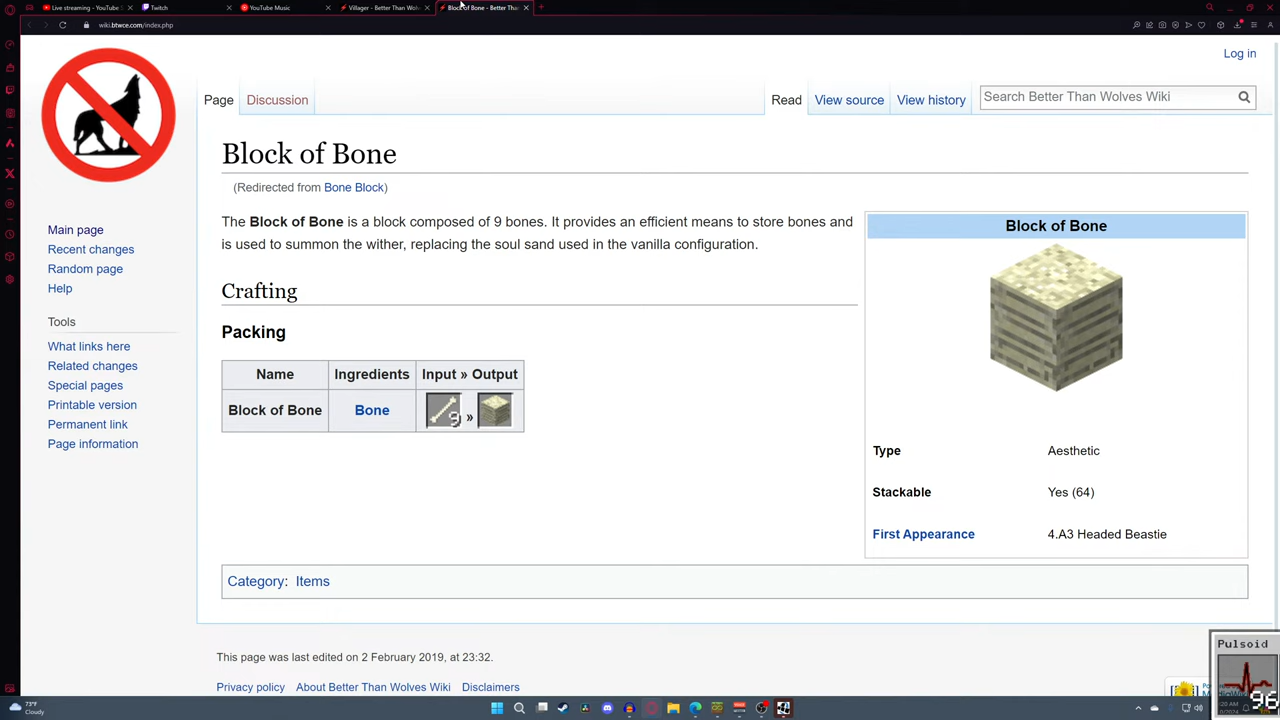 Live streaming - YouTube S
Twitch
YouTube Music
Villager - Better Than Wol
Block of Bone - Better Tha
wiki.btwce.com/index.php
Log in
Page
Discussion
Read
View source
View history
Search Better Than Wolves Wiki
Block of Bone
(Redirected from Bone Block)
The Block of Bone is a block composed of 9 bones. It provides an efficient means to store bones and
is used to summon the wither, replacing the soul sand used in the vanilla configuration.
Block of Bone
Main page
Recent changes
Random page
Help
Tools
What links here
Related changes
Special pages
Printable version
Permanent link
Page information
Crafting
Packing
Name
Ingredients
Input » Output
Block of Bone
Bone
9
»
Type
Aesthetic
Stackable
Yes (64)
First Appearance
4.A3 Headed Beastie
Category: Items
This page was last edited on 2 February 2019, at 23:32.
Privacy policy
About Better Than Wolves Wiki
Disclaimers
Pulsoid
96
73°F
Cloudy